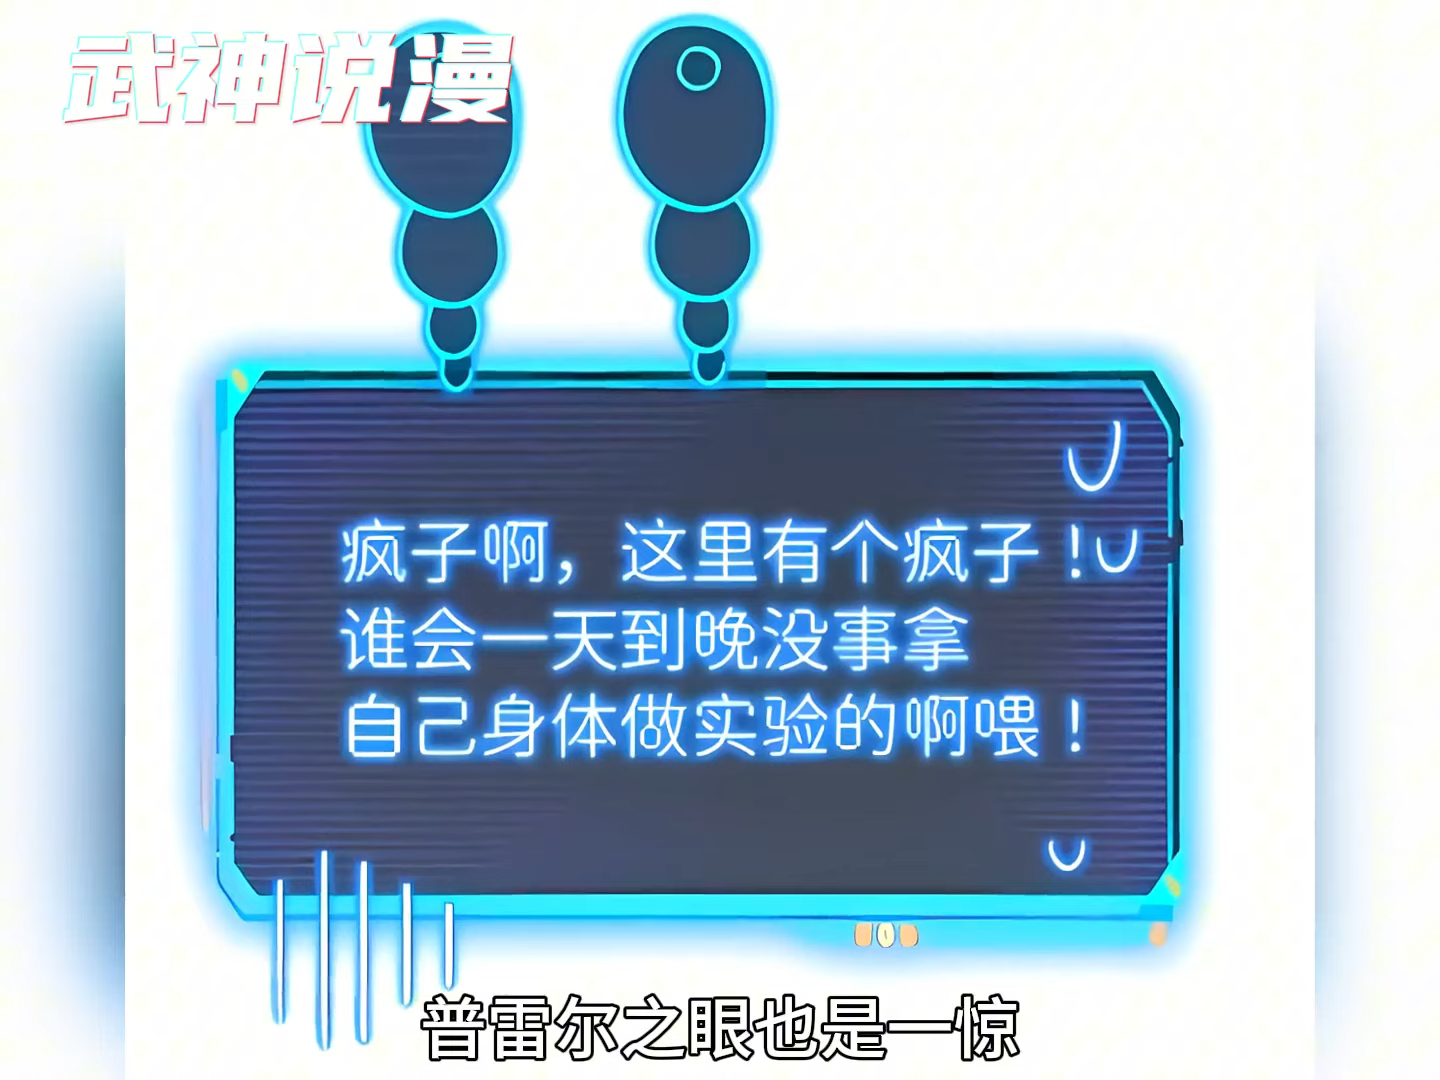 武神说漫
疯子啊，这里有个疯子！
谁会一天到晚没事拿
自己身体做实验的啊喂！
普雷尔之眼也是一惊